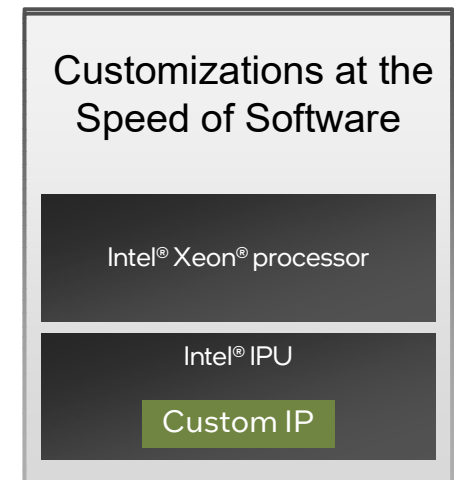 Customizations at the
Speed of Software
Intel® Xeon® processor
Intel® IPU
Custom IP